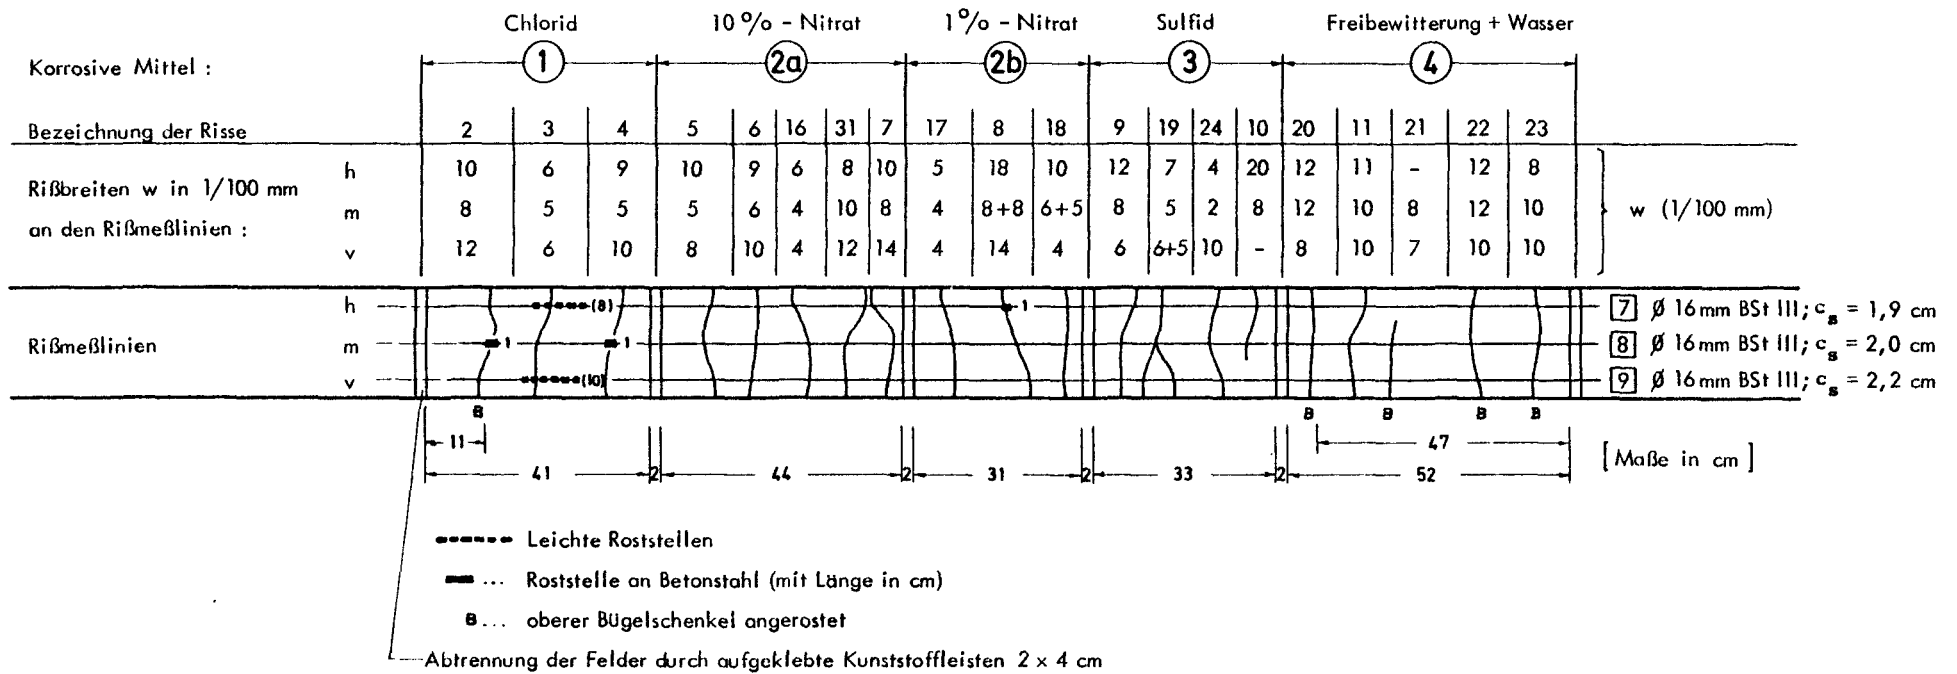 Chlorid 10 % - Nitrat 1 % - Nitrat Sulfid Freibewitterung + Wasser
Korrosive Mittel : 1 2a 2b 3 4
Bezeichnung der Risse 2 3 4 5 6 16 31 7 17 8 18 9 19 24 10 20 11 21 22 23
Rißbreiten w in 1/100 mm
an den Rißmeßlinien :
h 10 6 9 10 9 6 8 10 5 18 10 12 7 4 20 12 11 - 12 8
m 8 5 5 5 6 4 10 8 4 8+8 6+5 8 5 2 8 12 10 8 12 10 w (1/100 mm)
v 12 6 10 8 10 4 12 14 4 14 4 6 6+5 10 - 8 10 7 10 10
h (8) 1 7 Ø 16 mm BSt III; cs = 1,9 cm
Rißmeßlinien m 1 1 8 Ø 16 mm BSt III; cs = 2,0 cm
v (10) 9 Ø 16 mm BSt III; cs = 2,2 cm
B B B B B
11 47 [ Maße in cm ]
41 2 44 2 31 2 33 2 52
Leichte Roststellen
... Roststelle an Betonstahl (mit Länge in cm)
B ... oberer Bügelschenkel angerostet
Abtrennung der Felder durch aufgeklebte Kunststoffleisten 2 x 4 cm